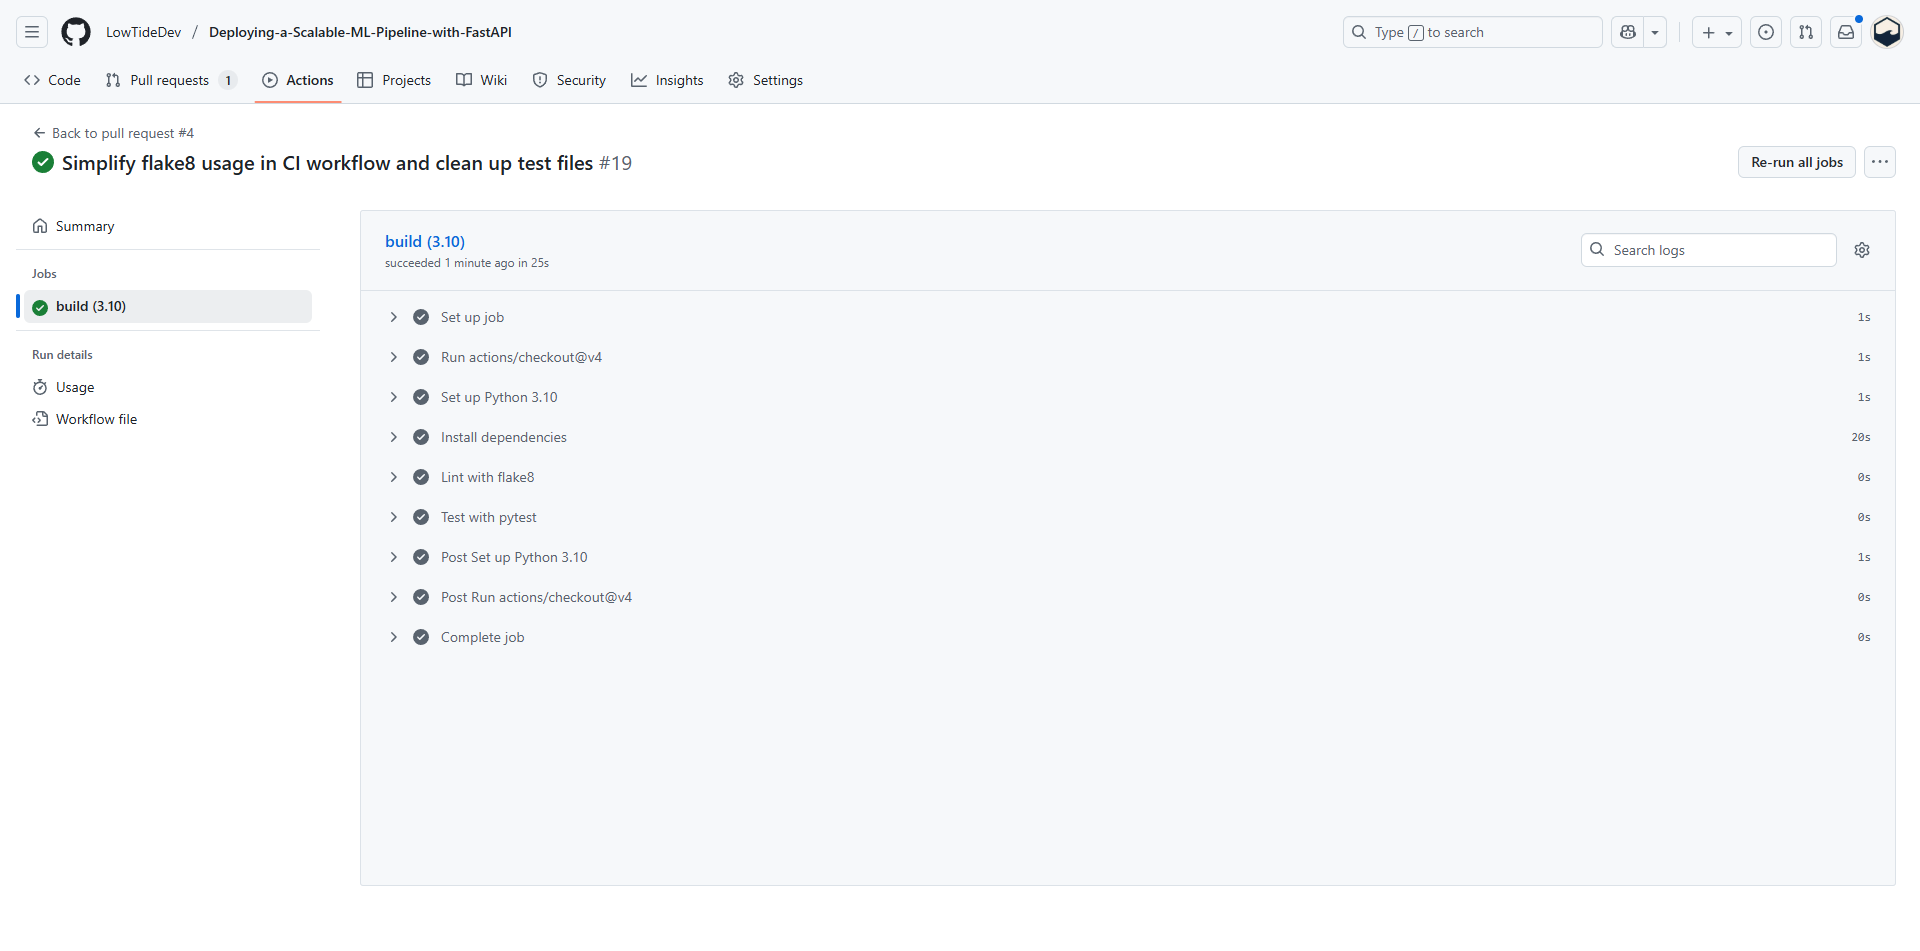 LowTideDev / Deploying-a-Scalable-ML-Pipeline-with-FastAPI
Type / to search
Code
Pull requests 1
Actions
Projects
Wiki
Security
Insights
Settings
Back to pull request #4
Simplify flake8 usage in CI workflow and clean up test files #19
Re-run all jobs
Summary
Jobs
build (3.10)
Run details
Usage
Workflow file
build (3.10)
succeeded 1 minute ago in 25s
Search logs
Set up job 1s
Run actions/checkout@v4 1s
Set up Python 3.10 1s
Install dependencies 20s
Lint with flake8 0s
Test with pytest 0s
Post Set up Python 3.10 1s
Post Run actions/checkout@v4 0s
Complete job 0s